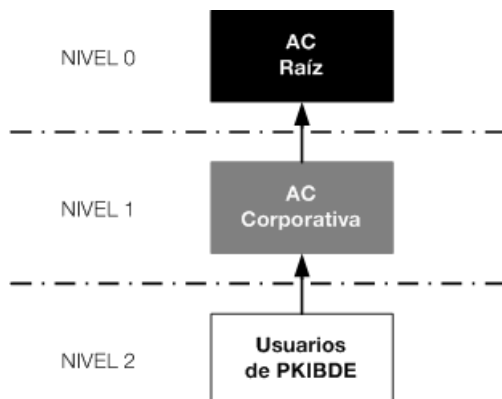 NIVEL 0
AC
Raíz
NIVEL 1
AC
Corporativa
NIVEL 2
Usuarios
de PKIBDE